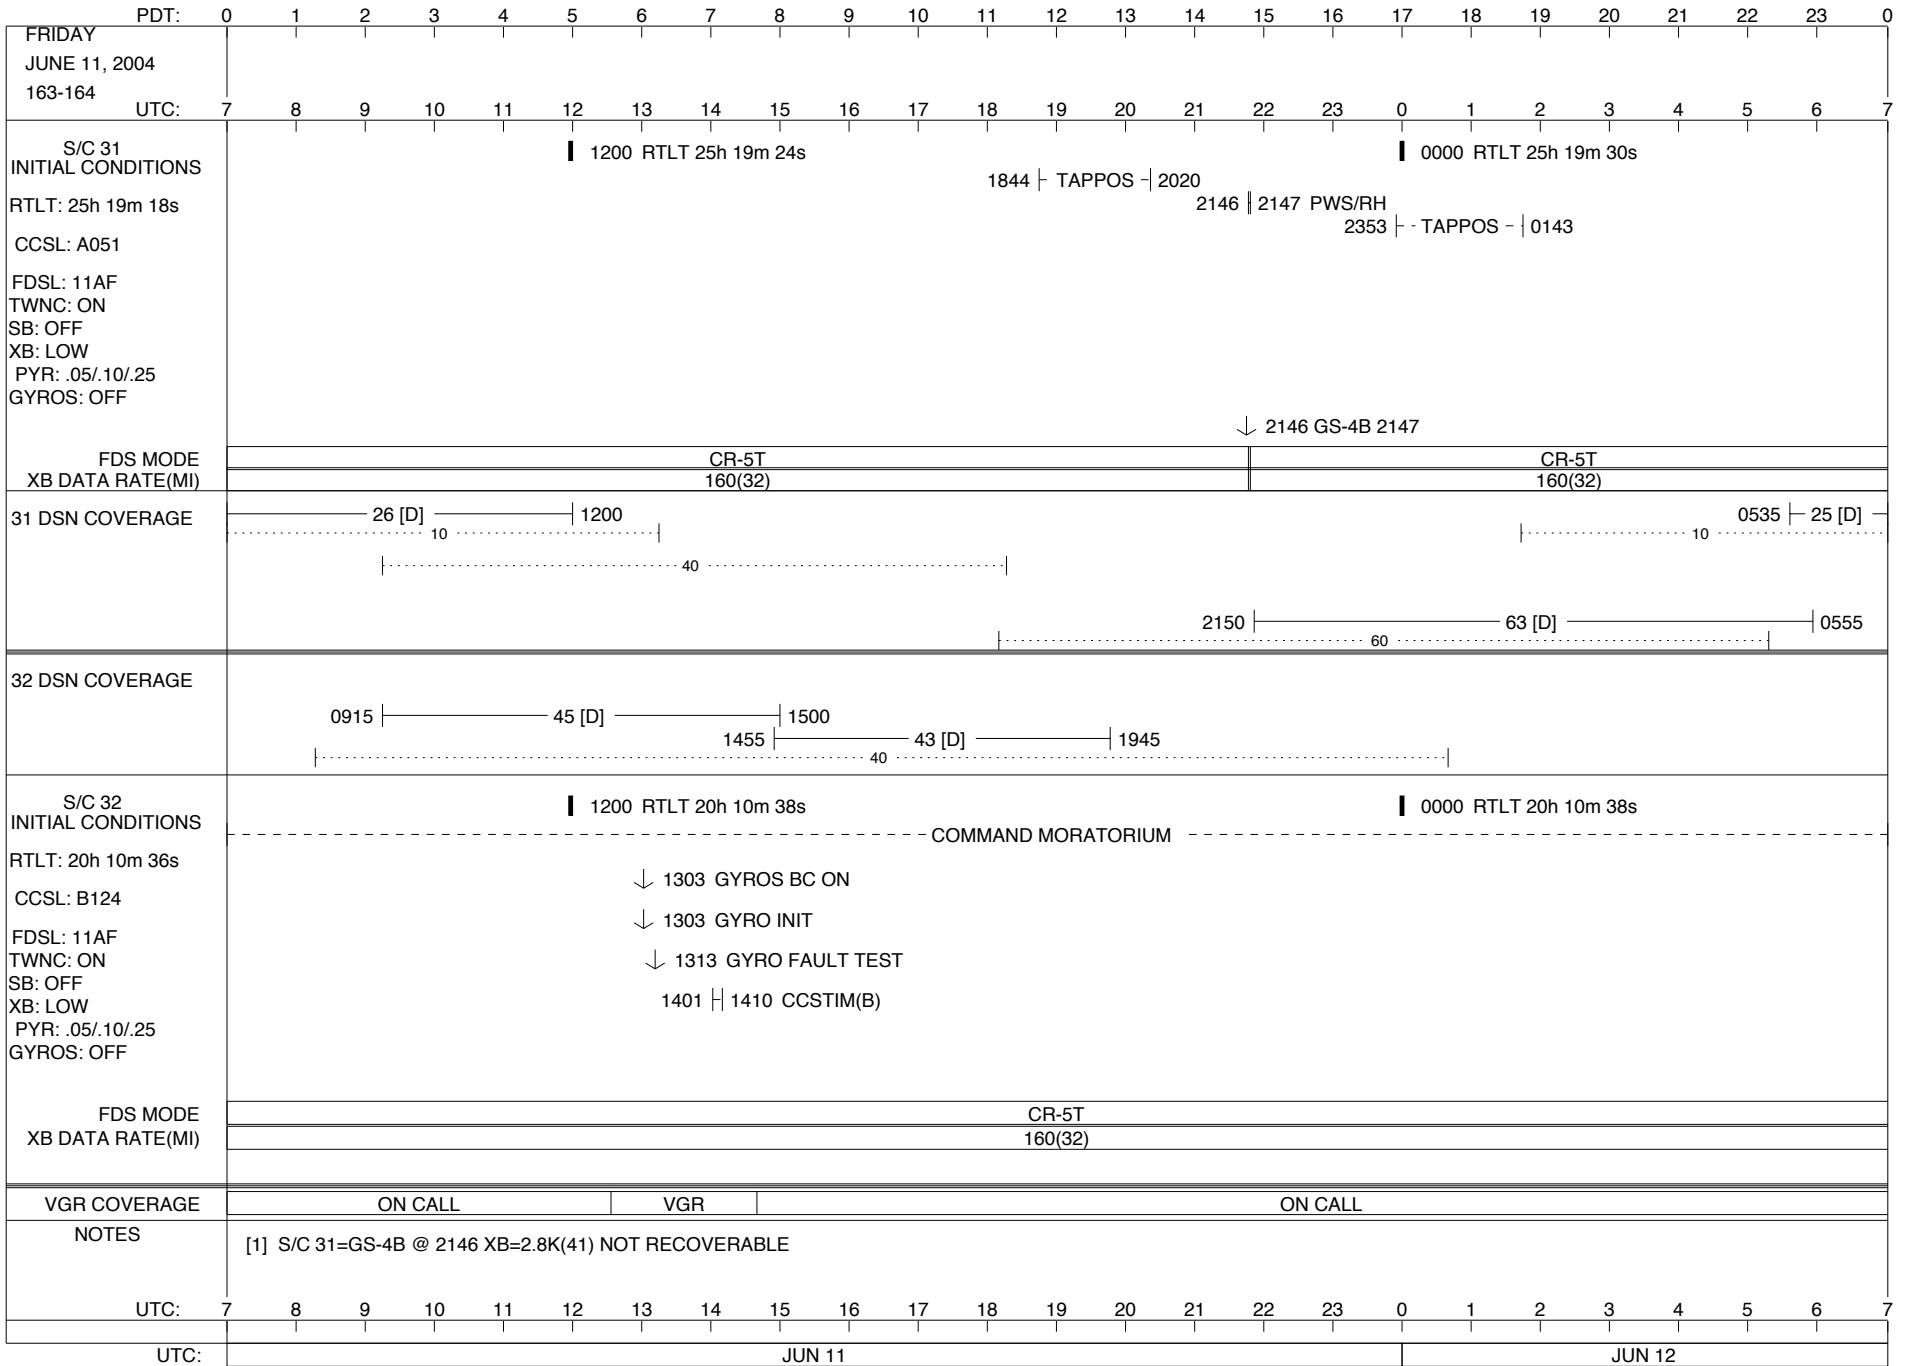 PDT: 0 1 2 3 4 5 6 7 8 9 10 11 12 13 14 15 16 17 18 19 20 21 22 23 0
FRIDAY
JUNE 11, 2004
163-164
UTC: 7 8 9 10 11 12 13 14 15 16 17 18 19 20 21 22 23 0 1 2 3 4 5 6 7
S/C 31
INITIAL CONDITIONS
RTLT: 25h 19m 18s
CCSL: A051
FDSL: 11AF
TWNC: ON
SB: OFF
XB: LOW
PYR: .05/.10/.25
GYROS: OFF
1200 RTLT 25h 19m 24s
0000 RTLT 25h 19m 30s
1844 TAPPOS 2020
2146 2147 PWS/RH
2353 TAPPOS 0143
2146 GS-4B 2147
FDS MODE CR-5T CR-5T
XB DATA RATE(MI) 160(32) 160(32)
31 DSN COVERAGE
26 [D] 1200
0535 25 [D]
10 10
40
2150 63 [D] 0555
60
32 DSN COVERAGE
0915 45 [D] 1500
1455 43 [D] 1945
40
S/C 32
INITIAL CONDITIONS
RTLT: 20h 10m 36s
CCSL: B124
FDSL: 11AF
TWNC: ON
SB: OFF
XB: LOW
PYR: .05/.10/.25
GYROS: OFF
1200 RTLT 20h 10m 38s
0000 RTLT 20h 10m 38s
COMMAND MORATORIUM
1303 GYROS BC ON
1303 GYRO INIT
1313 GYRO FAULT TEST
1401 1410 CCSTIM(B)
FDS MODE CR-5T
XB DATA RATE(MI) 160(32)
VGR COVERAGE ON CALL VGR ON CALL
NOTES
[1] S/C 31=GS-4B @ 2146 XB=2.8K(41) NOT RECOVERABLE
UTC: 7 8 9 10 11 12 13 14 15 16 17 18 19 20 21 22 23 0 1 2 3 4 5 6 7
UTC: JUN 11 JUN 12